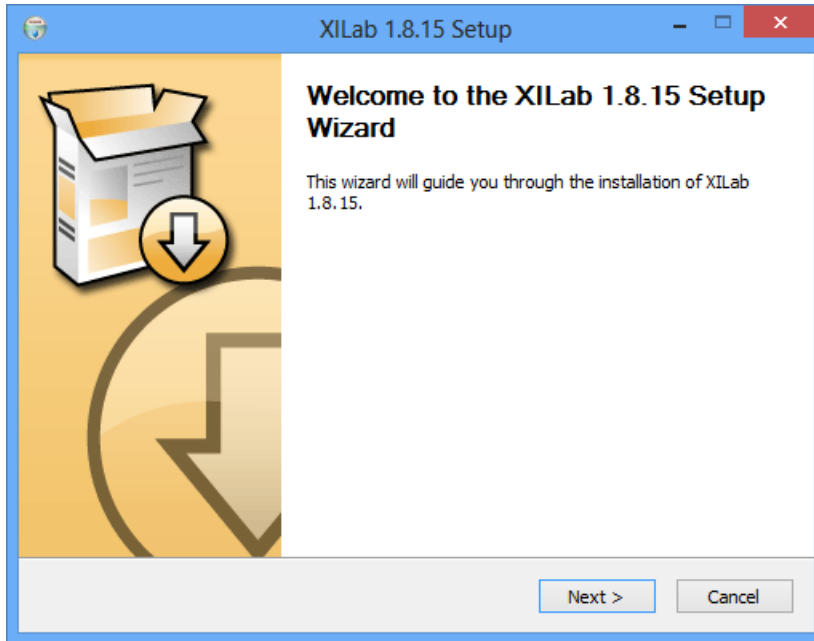 XILab 1.8.15 Setup
Welcome to the XILab 1.8.15 Setup
Wizard
This wizard will guide you through the installation of XILab
1.8.15.
Next >
Cancel